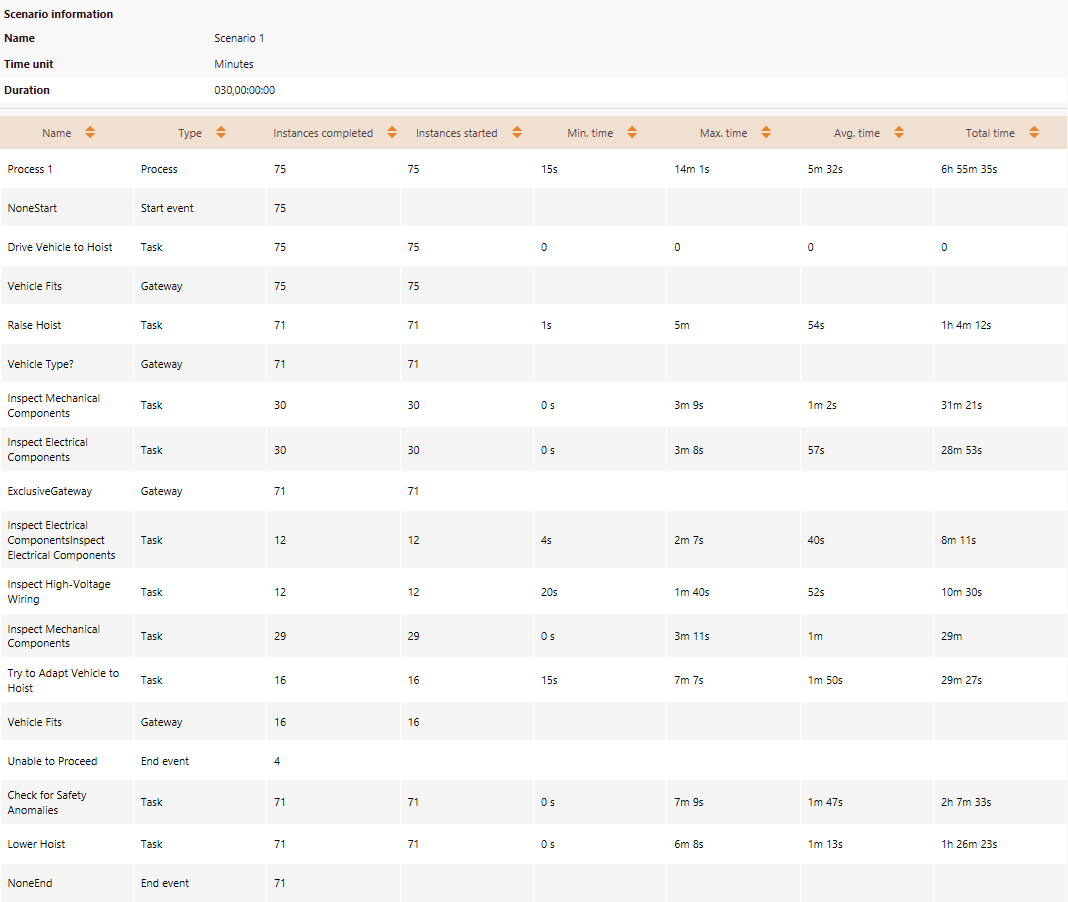 Scenario information
Name Scenario 1
Time unit Minutes
Duration 030,00:00:00
Name Type Instances completed Instances started Min. time Max. time Avg. time Total time
Process 1 Process 75 75 15s 14m 1s 5m 32s 6h 55m 35s
NoneStart Start event 75
Drive Vehicle to Hoist Task 75 75 0 0 0 0
Vehicle Fits Gateway 75 75
Raise Hoist Task 71 71 1s 5m 54s 1h 4m 12s
Vehicle Type? Gateway 71 71
Inspect Mechanical
Components Task 30 30 0 s 3m 9s 1m 2s 31m 21s
Inspect Electrical
Components Task 30 30 0 s 3m 8s 57s 28m 53s
ExclusiveGateway Gateway 71 71
Inspect Electrical
ComponentsInspect Task 12 12 4s 2m 7s 40s 8m 11s
Electrical Components
Inspect High-Voltage
Wiring Task 12 12 20s 1m 40s 52s 10m 30s
Inspect Mechanical
Components Task 29 29 0 s 3m 11s 1m 29m
Try to Adapt Vehicle to
Hoist Task 16 16 15s 7m 7s 1m 50s 29m 27s
Vehicle Fits Gateway 16 16
Unable to Proceed End event 4
Check for Safety
Anomalies Task 71 71 0 s 7m 9s 1m 47s 2h 7m 33s
Lower Hoist Task 71 71 0 s 6m 8s 1m 13s 1h 26m 23s
NoneEnd End event 71